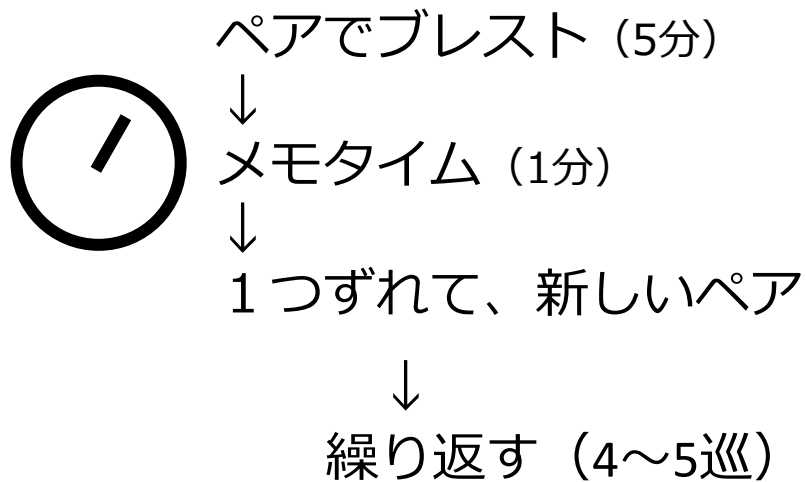 ペアでブレスト（5分）
↓
メモタイム（1分）
↓
１つずれて、新しいペア
↓
繰り返す（4～5巡）